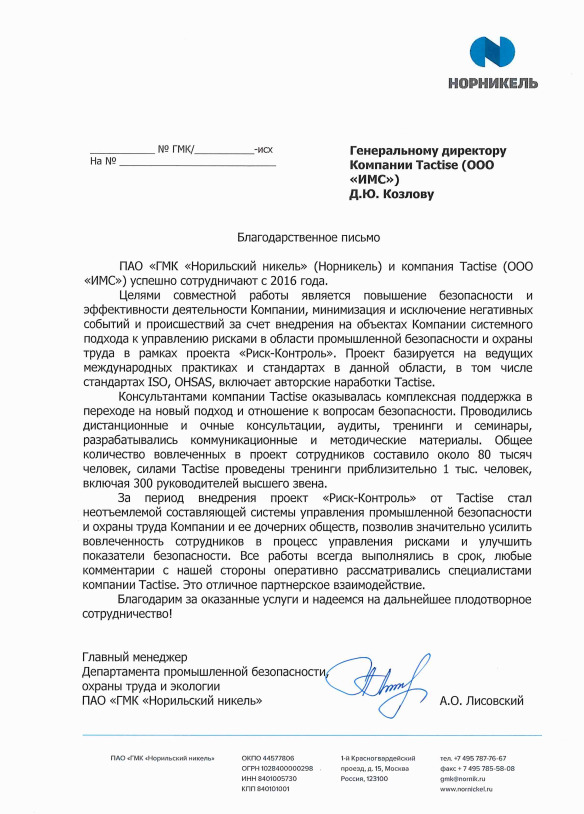 НОРНИКЕЛЬ
____________ № ГМК/___________-исх
На № _____________________________
Генеральному директору
Компании Tactise (ООО
«ИМС»)
Д.Ю. Козлову
Благодарственное письмо
ПАО «ГМК «Норильский никель» (Норникель) и компания Tactise (ООО
«ИМС») успешно сотрудничают с 2016 года.
Целями совместной работы является повышение безопасности и
эффективности деятельности Компании, минимизация и исключение негативных
событий и происшествий за счет внедрения на объектах Компании системного
подхода к управлению рисками в области промышленной безопасности и охраны
труда в рамках проекта «Риск-Контроль». Проект базируется на ведущих
международных практиках и стандартах в данной области, в том числе
стандартах ISO, OHSAS, включает авторские наработки Tactise.
Консультантами компании Tactise оказывалась комплексная поддержка в
переходе на новый подход и отношение к вопросам безопасности. Проводились
дистанционные и очные консультации, аудиты, тренинги и семинары,
разрабатывались коммуникационные и методические материалы. Общее
количество вовлеченных в проект сотрудников составило около 80 тысяч
человек, силами Tactise проведены тренинги приблизительно 1 тыс. человек,
включая 300 руководителей высшего звена.
За период внедрения проект «Риск-Контроль» от Tactise стал
неотъемлемой составляющей системы управления промышленной безопасности
и охраны труда Компании и ее дочерних обществ, позволив значительно усилить
вовлеченность сотрудников в процесс управления рисками и улучшить
показатели безопасности. Все работы всегда выполнялись в срок, любые
комментарии с нашей стороны оперативно рассматривались специалистами
компании Tactise. Это отличное партнерское взаимодействие.
Благодарим за оказанные услуги и надеемся на дальнейшее плодотворное
сотрудничество!
Главный менеджер
Департамента промышленной безопасности,
охраны труда и экологии
ПАО «ГМК «Норильский никель»
А.О. Лисовский
ПАО «ГМК «Норильский никель»
ОКПО 44577806
ОГРН 1028400000298
ИНН 8401005730
КПП 840101001
1-й Красногвардейский
проезд, д. 15, Москва
Россия, 123100
тел. +7 495 787-76-67
факс + 7 495 785-58-08
gmk@nornik.ru
www.nornickel.ru